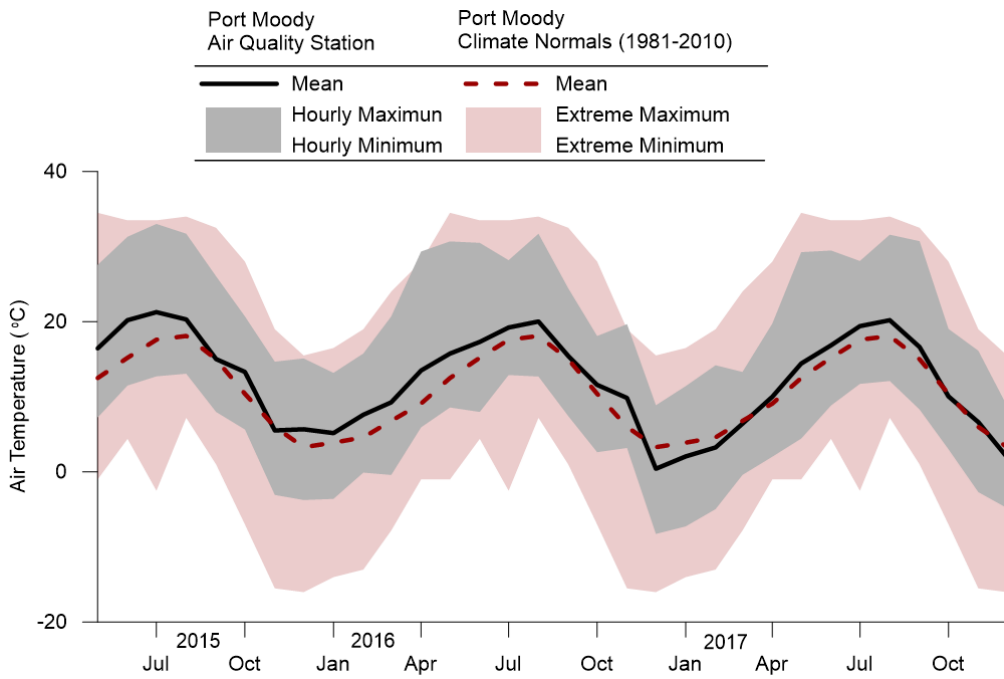 Port Moody
Air Quality Station
Port Moody
Climate Normals (1981-2010)
Mean
Mean
Hourly Maximun
Hourly Minimum
Extreme Maximum
Extreme Minimum
40
20
0
-20
Air Temperature (°C)
2015
2016
2017
Jul
Oct
Jan
Apr
Jul
Oct
Jan
Apr
Jul
Oct